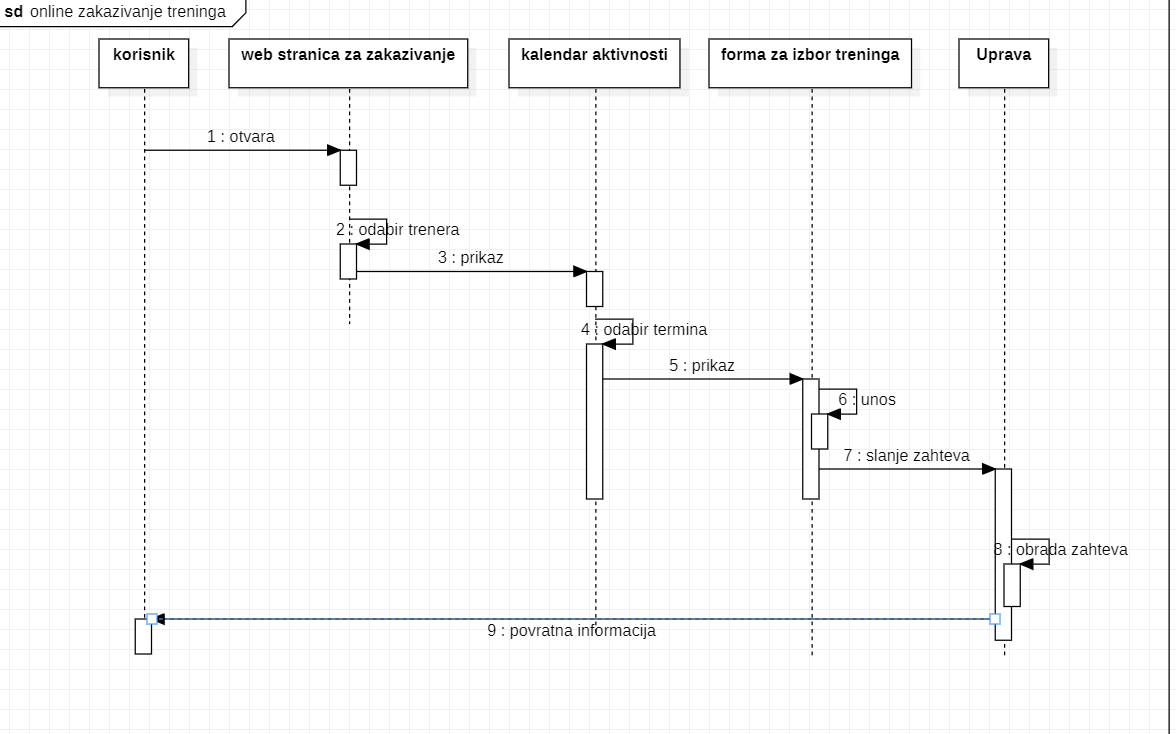 sd online zakazivanje treninga
korisnik
web stranica za zakazivanje
kalendar aktivnosti
forma za izbor treninga
Uprava
1 : otvara
2 : odabir trenera
3 : prikaz
4 : odabir termina
5 : prikaz
6 : unos
7 : slanje zahteva
8 : obrada zahteva
9 : povratna informacija